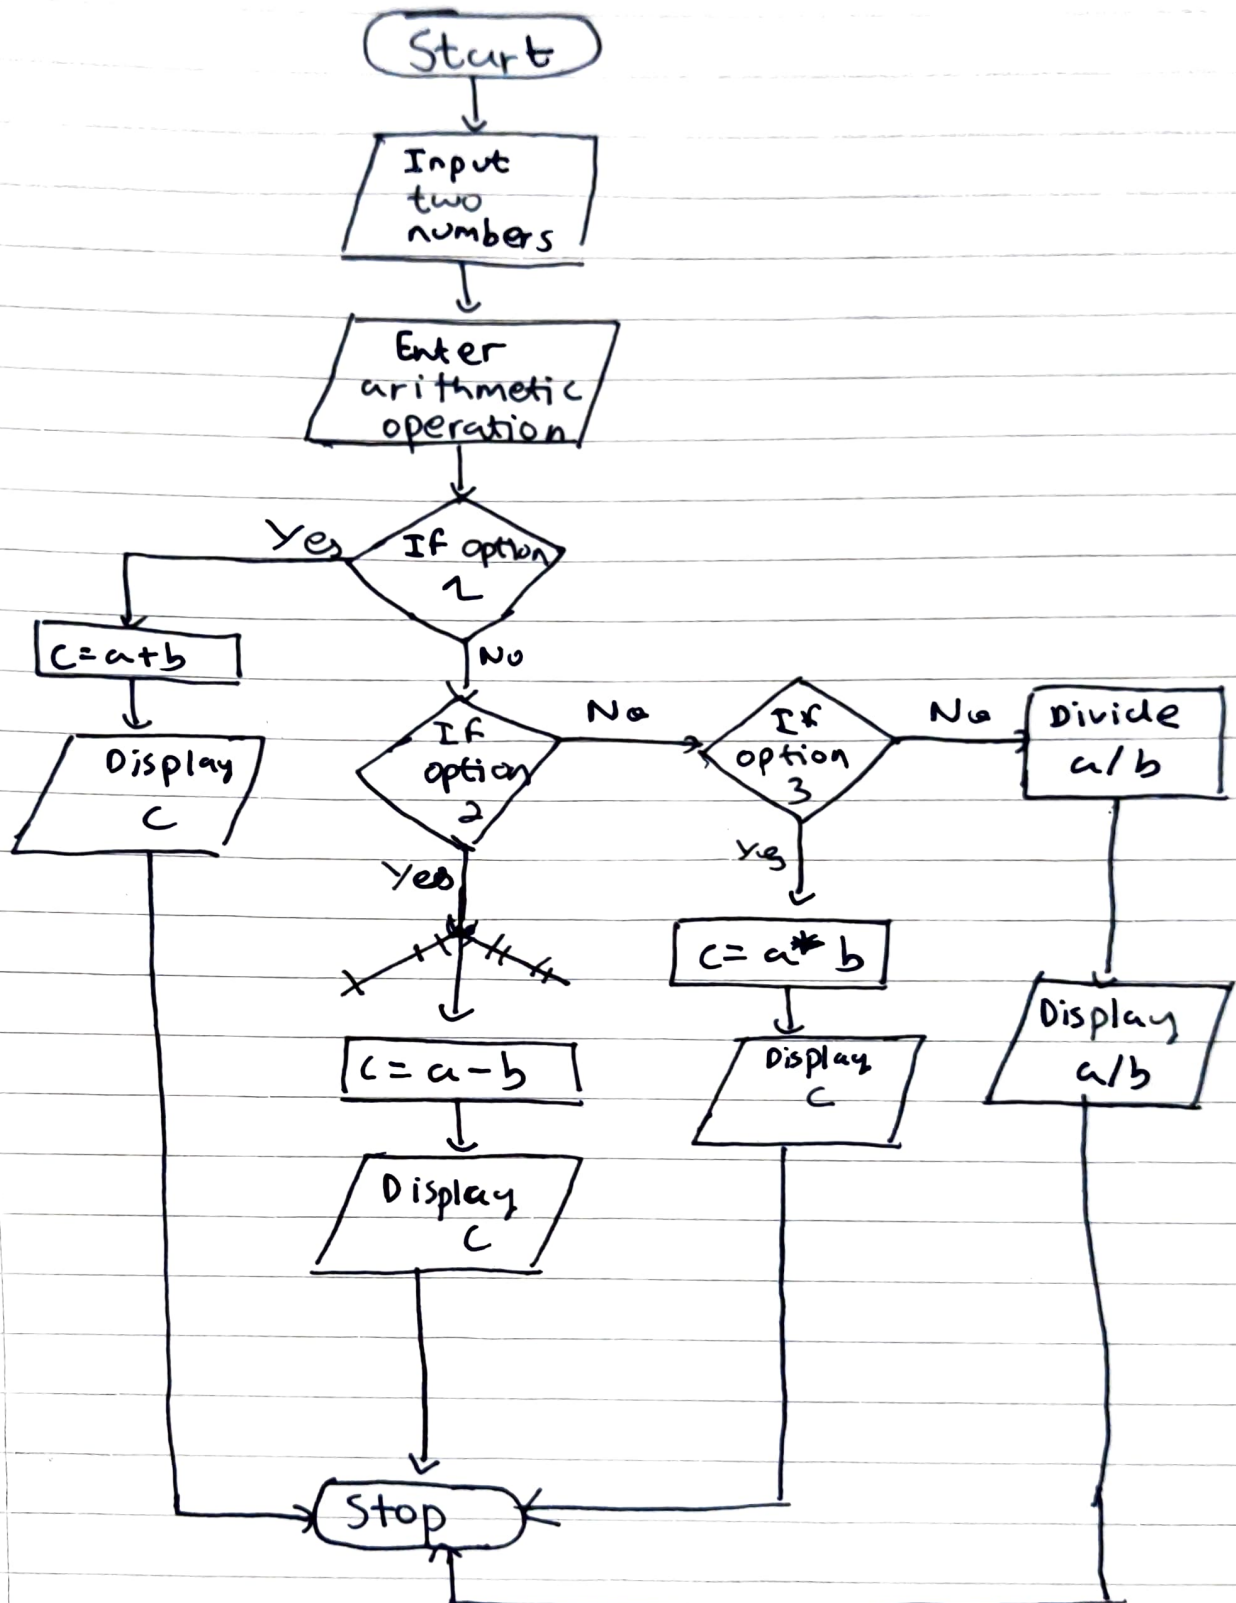 Start
Input
two
numbers
Enter
arithmetic
operation
If option
1
Yes
No
c=a+b
Display
C
If
option
2
No
Yes
If
option
3
No
Yes
Divide
a/b
c=a-b
Display
C
c=a*b
Display
C
Display
a/b
Stop